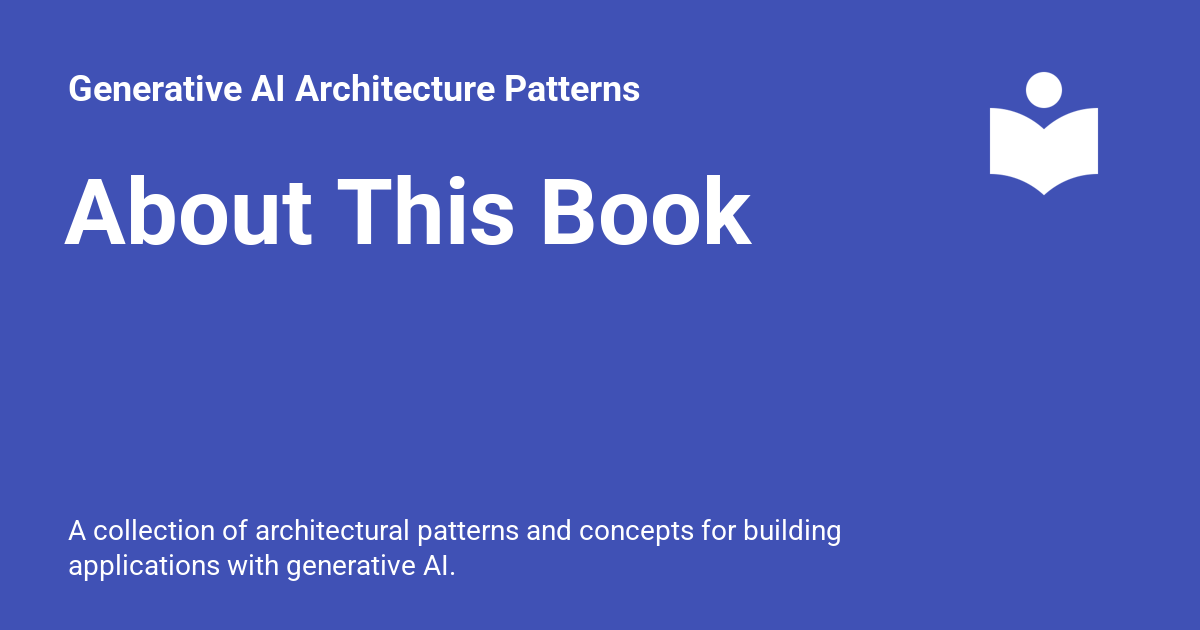 Generative AI Architecture Patterns
About This Book
A collection of architectural patterns and concepts for building
applications with generative AI.